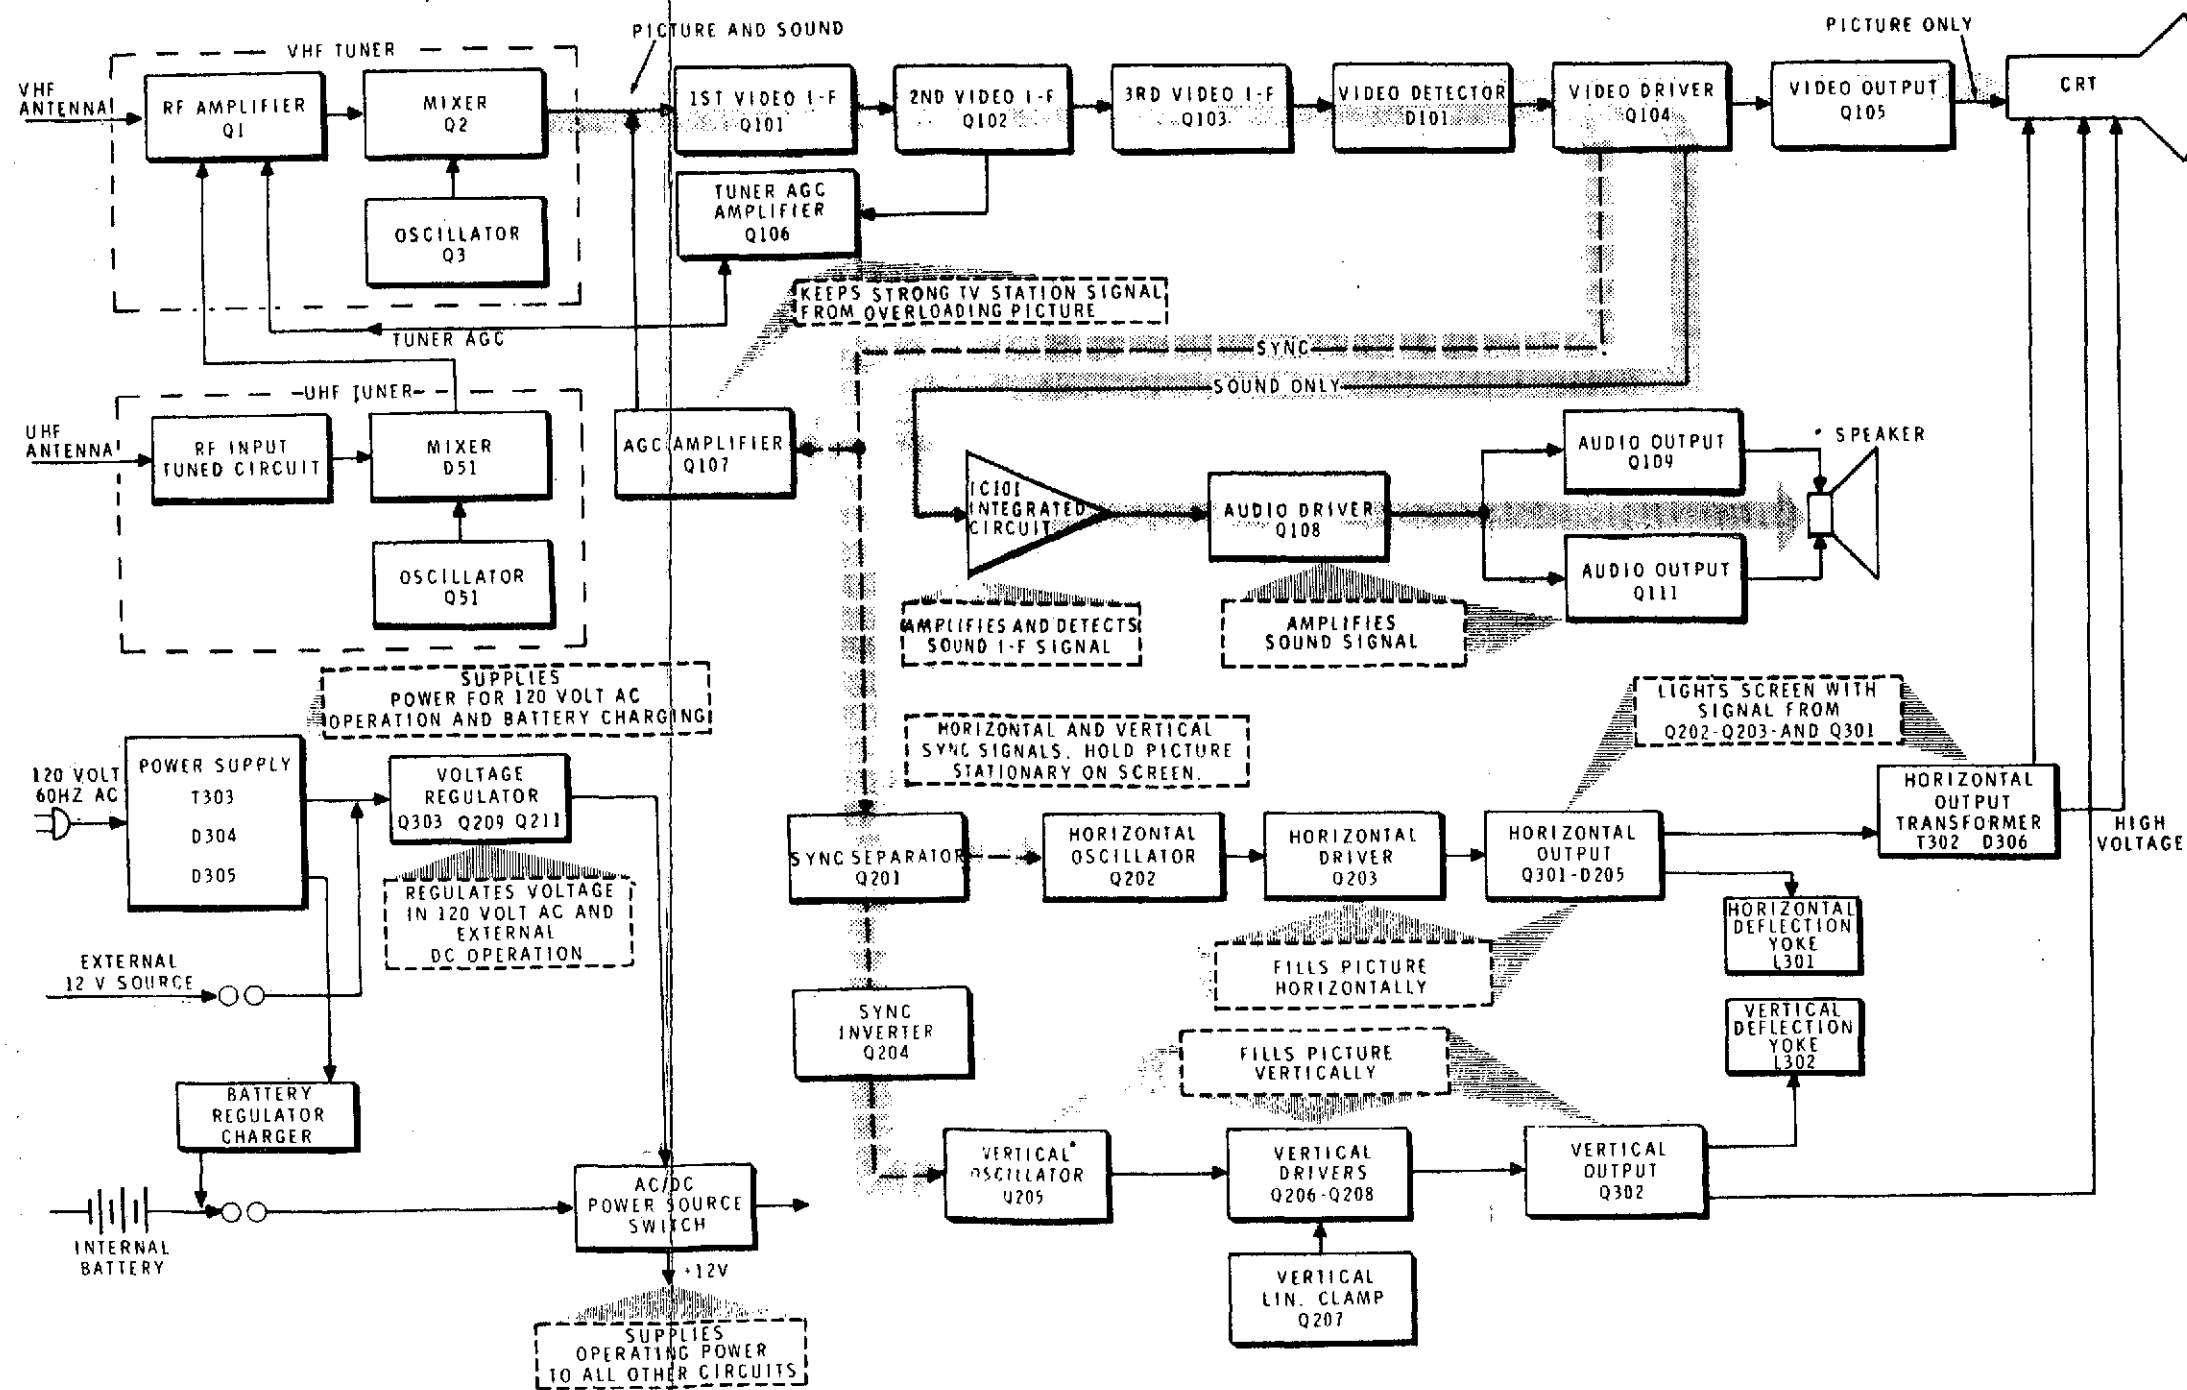 PICTURE AND SOUND
PICTURE ONLY
VHF TUNER
VHF
ANTENNA
RF AMPLIFIER
Q1
MIXER
Q2
OSCILLATOR
Q3
1ST VIDEO I-F
Q101
2ND VIDEO I-F
Q102
3RD VIDEO I-F
Q103
VIDEO DETECTOR
D101
VIDEO DRIVER
Q104
VIDEO OUTPUT
Q105
CRT
TUNER AGC
AMPLIFIER
Q106
KEEPS STRONG TV STATION SIGNAL
FROM OVERLOADING PICTURE
TUNER AGC
SYNC
SOUND ONLY
UHF TUNER
UHF
ANTENNA
RF INPUT
TUNED CIRCUIT
MIXER
D51
OSCILLATOR
Q51
AGC AMPLIFIER
Q107
IC101
INTEGRATED
CIRCUIT
AUDIO DRIVER
Q108
AUDIO OUTPUT
Q109
AUDIO OUTPUT
Q111
SPEAKER
AMPLIFIES AND DETECTS
SOUND I-F SIGNAL
AMPLIFIES
SOUND SIGNAL
SUPPLIES
POWER FOR 120 VOLT AC
OPERATION AND BATTERY CHARGING
120 VOLT
60HZ AC
POWER SUPPLY
T303
D304
D305
VOLTAGE
REGULATOR
Q303 Q209 Q211
REGULATES VOLTAGE
IN 120 VOLT AC AND
EXTERNAL
DC OPERATION
EXTERNAL
12 V SOURCE
BATTERY
REGULATOR
CHARGER
INTERNAL
BATTERY
AC/DC
POWER SOURCE
SWITCH
+12V
SUPPLIES
OPERATING POWER
TO ALL OTHER CIRCUITS
HORIZONTAL AND VERTICAL
SYNC SIGNALS. HOLD PICTURE
STATIONARY ON SCREEN.
LIGHTS SCREEN WITH
SIGNAL FROM
Q202-Q203-AND Q301
SYNC SEPARATOR
Q201
HORIZONTAL
OSCILLATOR
Q202
HORIZONTAL
DRIVER
Q203
HORIZONTAL
OUTPUT
Q301-D205
HORIZONTAL
OUTPUT
TRANSFORMER
T302 D306
HIGH
VOLTAGE
HORIZONTAL
DEFLECTION
YOKE
L301
FILLS PICTURE
HORIZONTALLY
SYNC
INVERTER
Q204
FILLS PICTURE
VERTICALLY
VERTICAL
DEFLECTION
YOKE
L302
VERTICAL
OSCILLATOR
Q205
VERTICAL
DRIVERS
Q206-Q208
VERTICAL
OUTPUT
Q302
VERTICAL
LIN. CLAMP
Q207